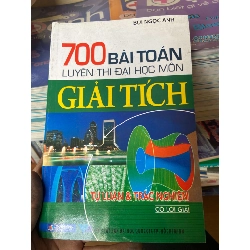 BÙI NGỌC ANH
700 BÀI TOÁN
LUYỆN THI ĐẠI HỌC MÔN
GIẢI TÍCH
TỰ LUẬN & TRẮC NGHIỆM
CÓ LỜI GIẢI